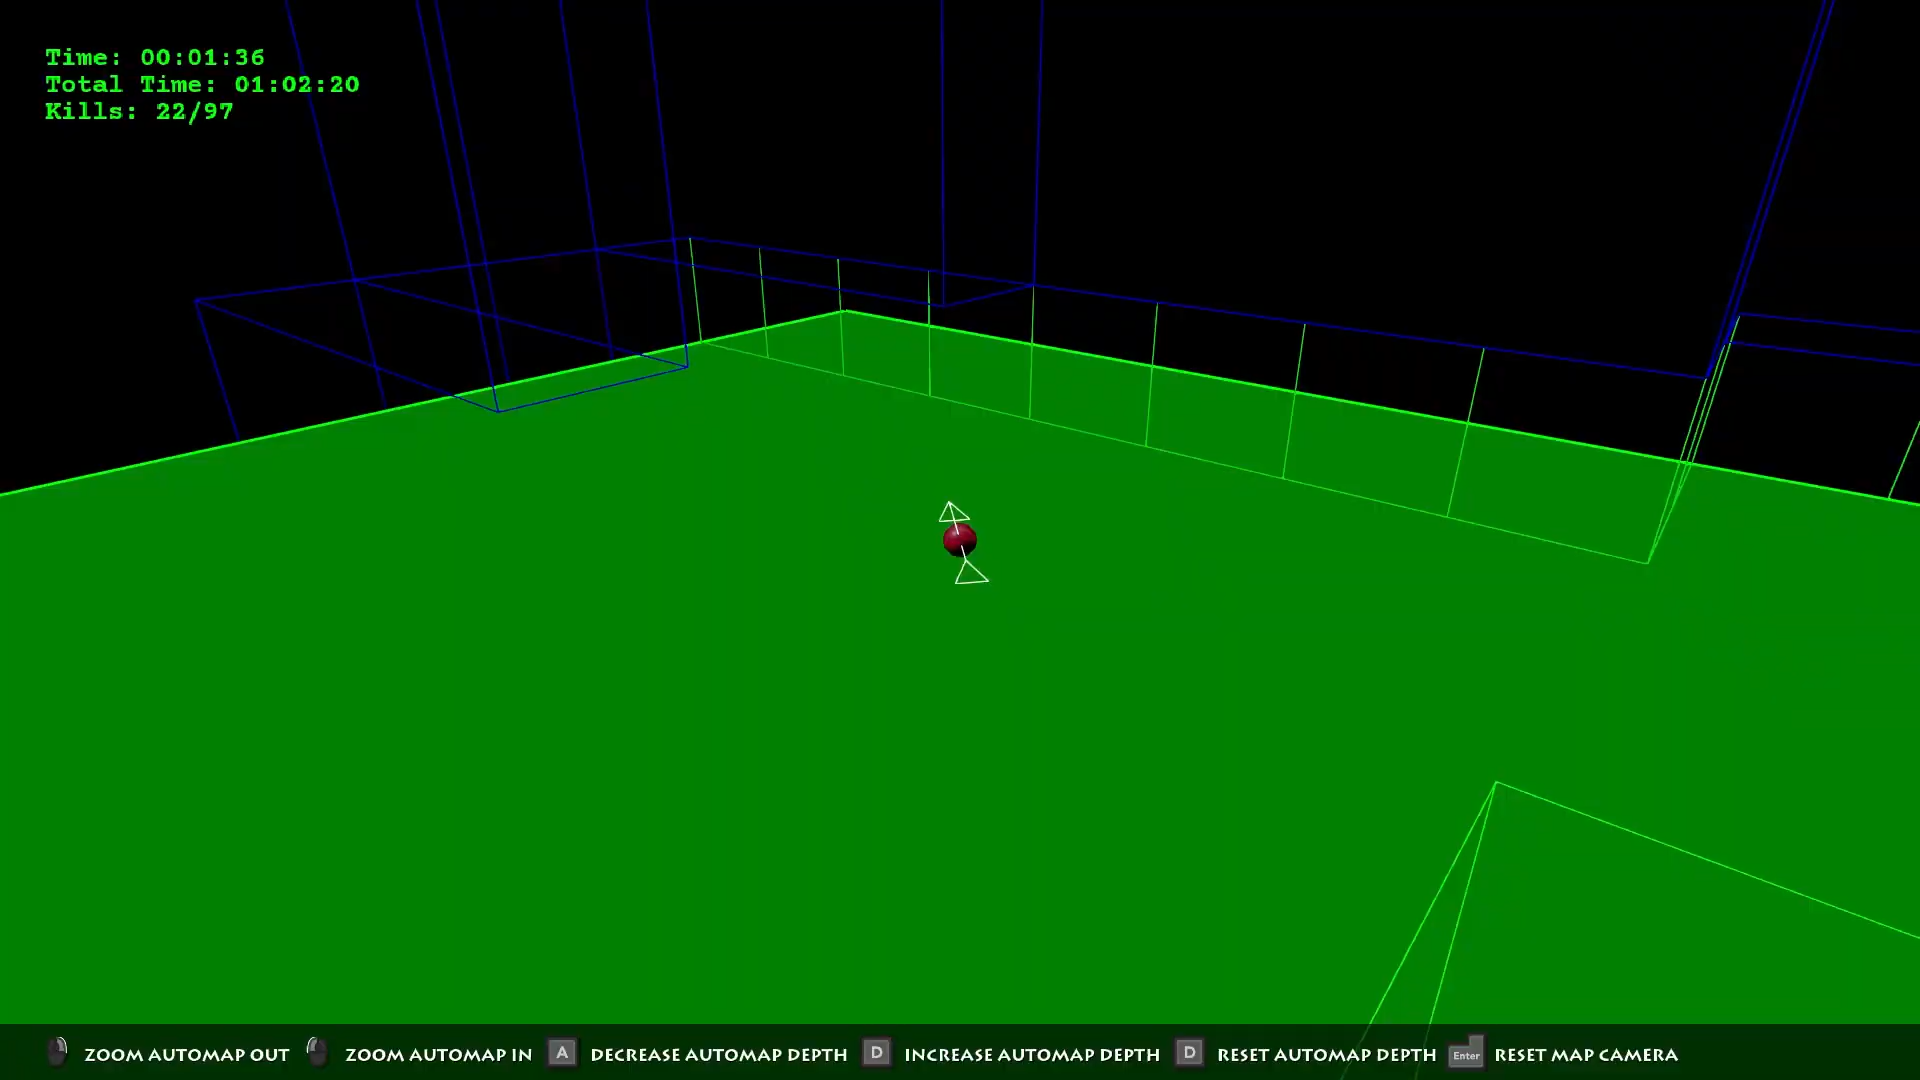 Time: 00:01:36
Total Time: 01:02:20
Kills: 22/97
ZOOM AUTOMAP OUT ZOOM AUTOMAP IN A DECREASE AUTOMAP DEPTH D INCREASE AUTOMAP DEPTH D RESET AUTOMAP DEPTH Enter RESET MAP CAMERA